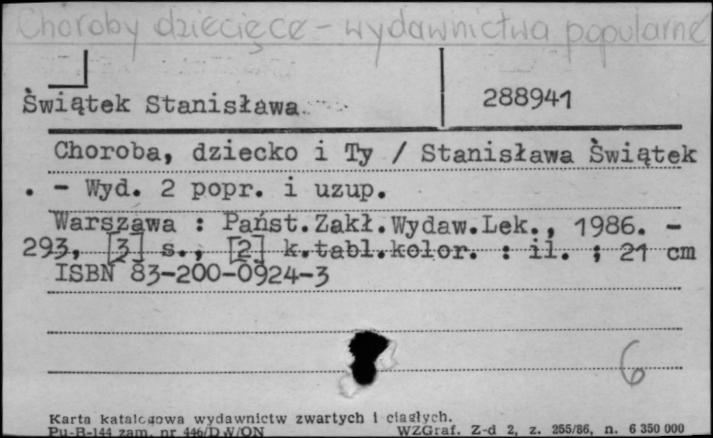 Choroby dziecięce - wydawnictwa popularne
Świątek Stanisława
288941
Choroba, dziecko i Ty / Stanisława Świątek
. - Wyd. 2 popr. i uzup.
Warszawa : Państ.Zakł.Wydaw.Lek., 1986. -
293, [3] s., [2] k.tabl.kolor. : il. ; 21 cm
ISBN 83-200-0924-3
6
Karta katalogowa wydawnictw zwartych i ciągłych.
Pu-B-144 zam. nr 446/DW/ON
WZGraf. Z-d 2, z. 255/86, n. 6 350 000